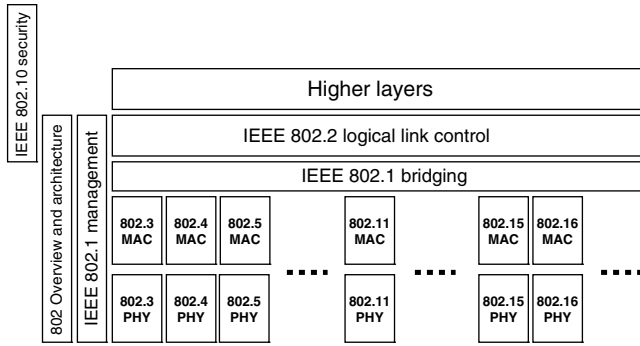 IEEE 802.10 security
802 Overview and architecture
IEEE 802.1 management
Higher layers
IEEE 802.2 logical link control
IEEE 802.1 bridging
802.3 802.4 802.5 802.11 802.15 802.16
MAC MAC MAC MAC MAC MAC
802.3 802.4 802.5 802.11 802.15 802.16
PHY PHY PHY PHY PHY PHY